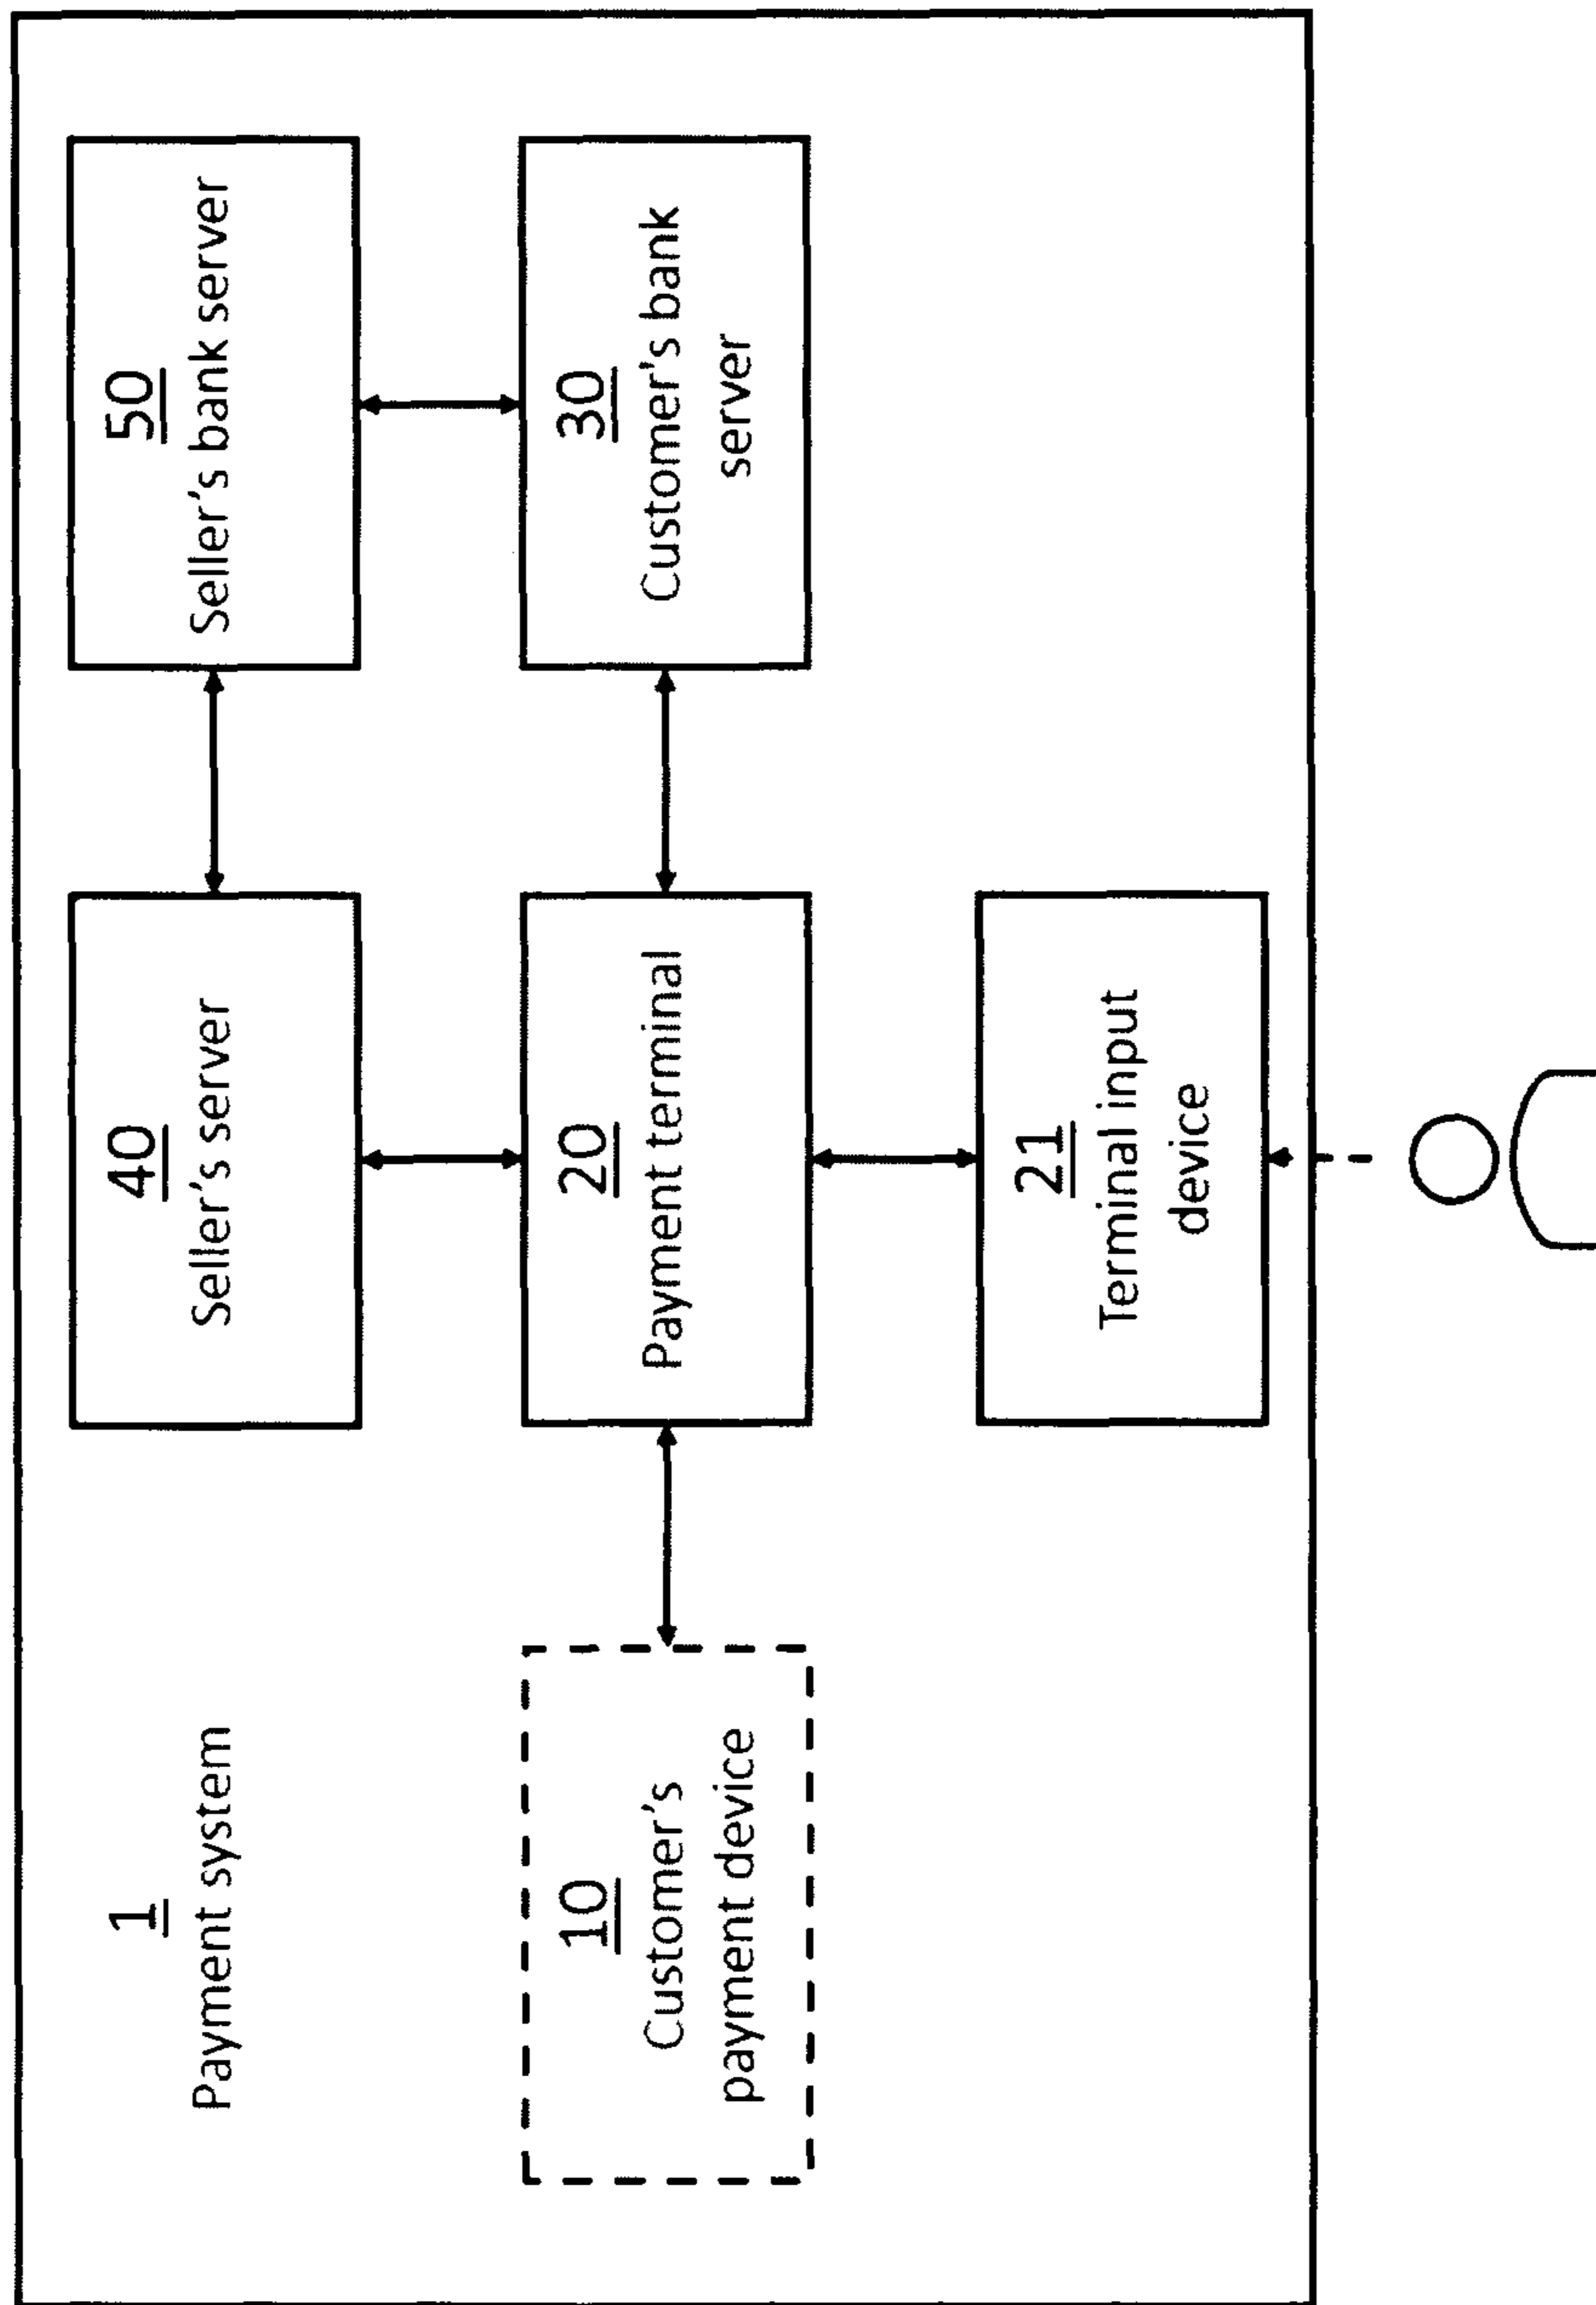 1
Payment system
40
Seller’s server
50
Seller’s bank server
10
Customer’s
payment device
20
Payment terminal
30
Customer's bank
server
21
Terminal input
device